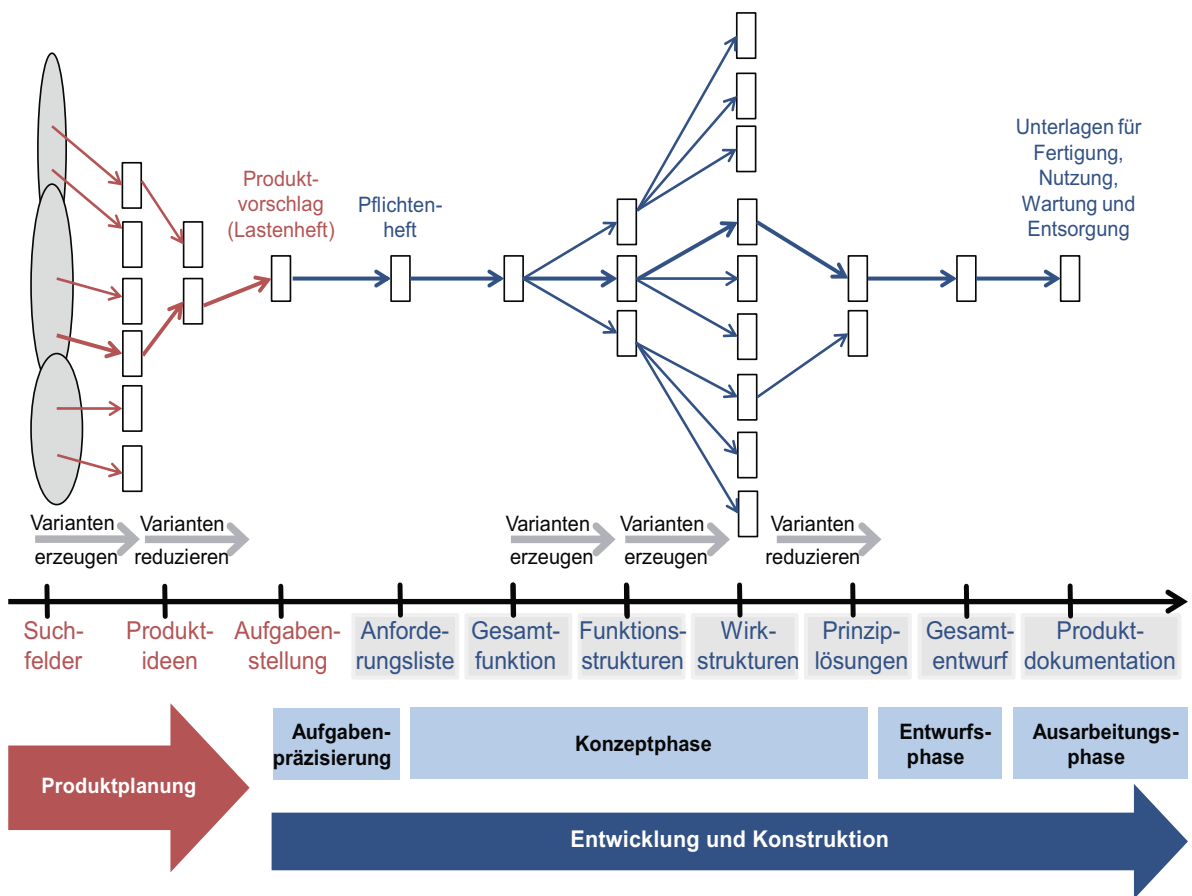 Produkt-
vorschlag
(Lastenheft)
Pflichten-
heft
Unterlagen für
Fertigung,
Nutzung,
Wartung und
Entsorgung
Varianten
erzeugen
Varianten
reduzieren
Varianten
erzeugen
Varianten
erzeugen
Varianten
reduzieren
Such-
felder
Produkt-
ideen
Aufgaben-
stellung
Anforde-
rungsliste
Gesamt-
funktion
Funktions-
strukturen
Wirk-
strukturen
Prinzip-
lösungen
Gesamt-
entwurf
Produkt-
dokumentation
Produktplanung
Aufgaben-
präzisierung
Konzeptphase
Entwurfs-
phase
Ausarbeitungs-
phase
Entwicklung und Konstruktion